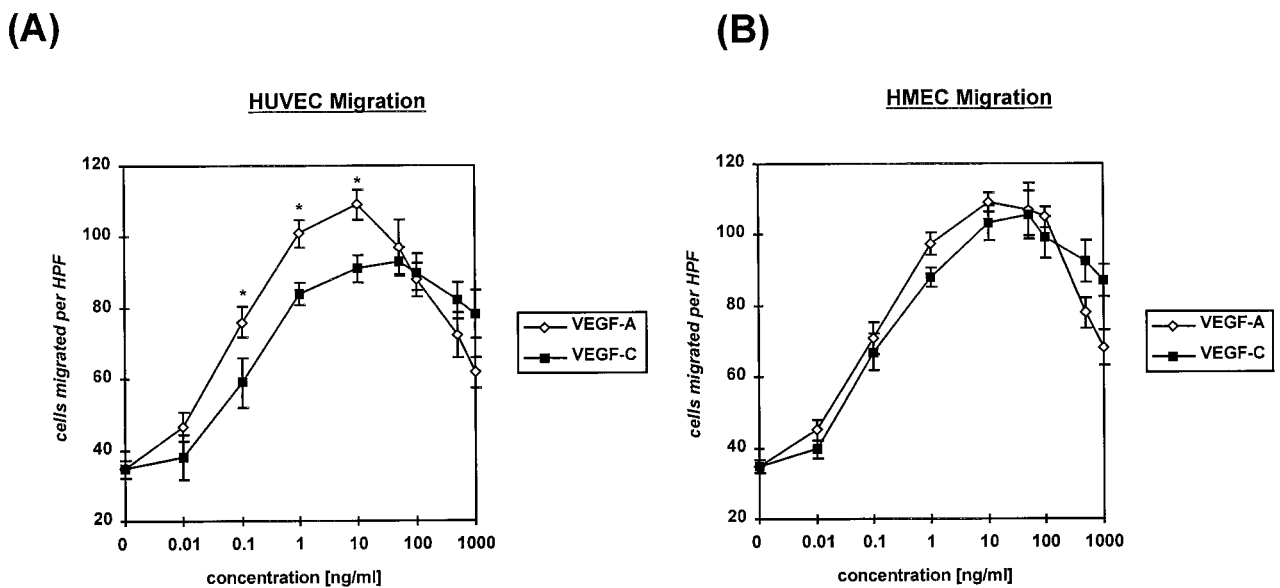 (A)
HUVEC Migration
120
100
80
60
40
20
cells migrated per HPF
* * *
0 0.01 0.1 1 10 100 1000
concentration [ng/ml]
VEGF-A
VEGF-C
(B)
HMEC Migration
120
100
80
60
40
20
cells migrated per HPF
0 0.01 0.1 1 10 100 1000
concentration [ng/ml]
VEGF-A
VEGF-C